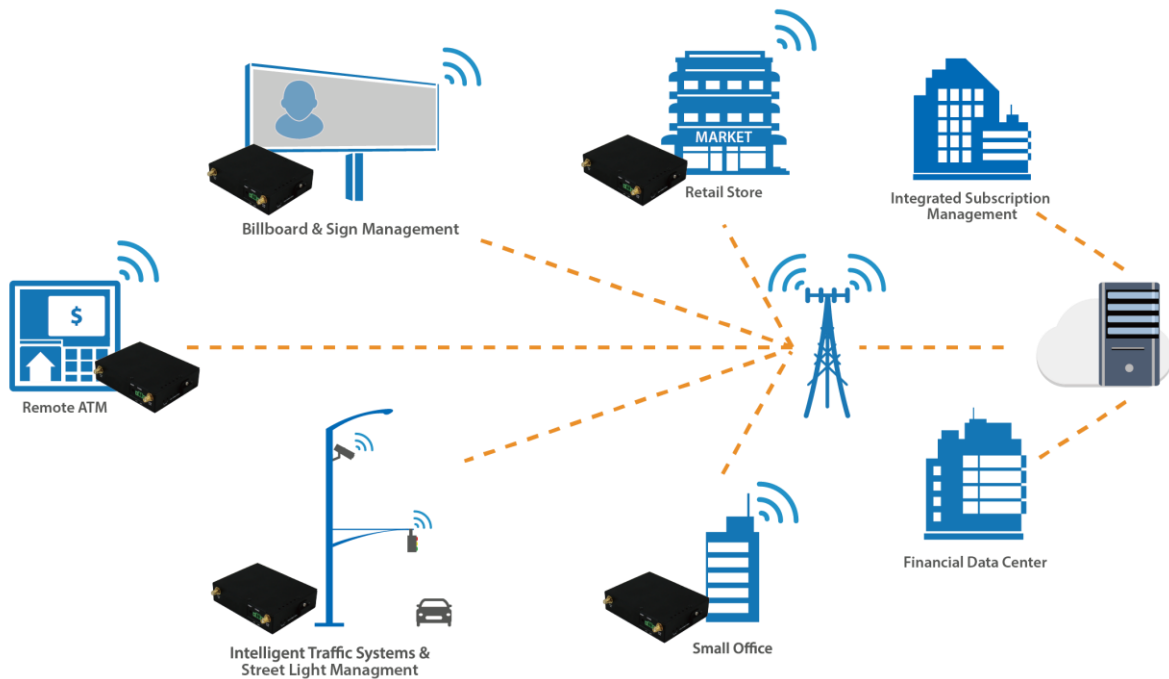 MARKET
Retail Store
Integrated Subscription
Management
Billboard & Sign Management
$
Remote ATM
Financial Data Center
Intelligent Traffic Systems &
Street Light Managment
Small Office